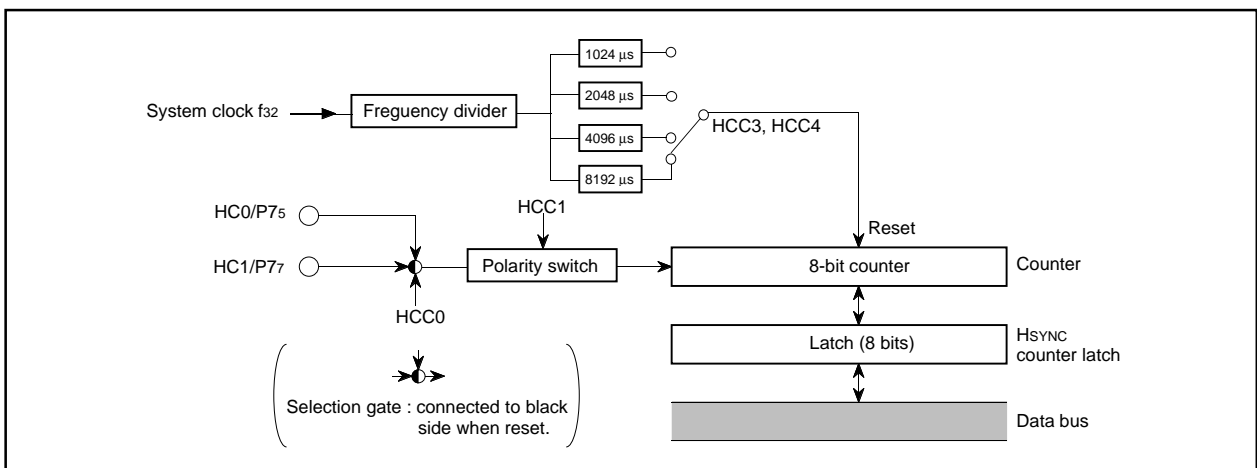 1024 µs
2048 µs
System clock f32
Freguency divider
HCC3, HCC4
4096 µs
8192 µs
HCC1
HC0/P75
Reset
HC1/P77
Polarity switch
8-bit counter
Counter
HCC0
Latch (8 bits)
HSYNC
counter latch
Selection gate : connected to black
side when reset.
Data bus